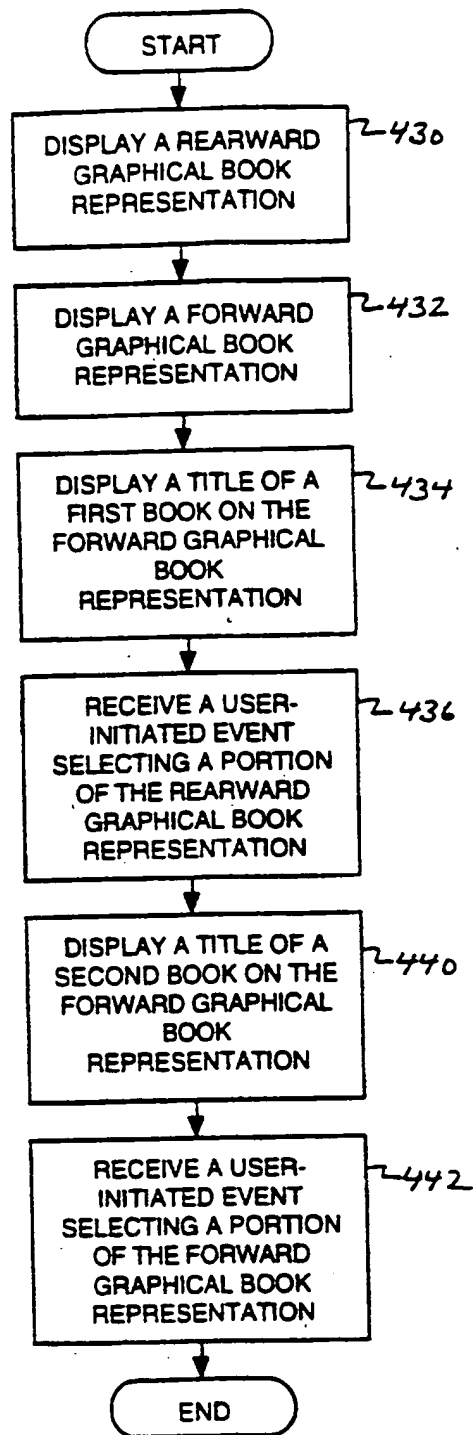 START
DISPLAY A REARWARD
GRAPHICAL BOOK
REPRESENTATION
430
DISPLAY A FORWARD
GRAPHICAL BOOK
REPRESENTATION
432
DISPLAY A TITLE OF A
FIRST BOOK ON THE
FORWARD GRAPHICAL
BOOK
REPRESENTATION
434
RECEIVE A USER-
INITIATED EVENT
SELECTING A PORTION
OF THE REARWARD
GRAPHICAL BOOK
REPRESENTATION
436
DISPLAY A TITLE OF A
SECOND BOOK ON THE
FORWARD GRAPHICAL
BOOK
REPRESENTATION
440
RECEIVE A USER-
INITIATED EVENT
SELECTING A PORTION
OF THE FORWARD
GRAPHICAL BOOK
REPRESENTATION
442
END